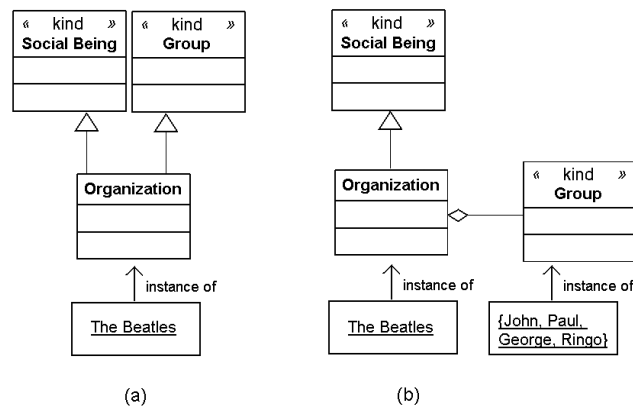 « kind »
Social Being
« kind »
Group
Organization
instance of
The Beatles
(a)
« kind »
Social Being
Organization
« kind »
Group
instance of
The Beatles
instance of
{John, Paul,
George, Ringo}
(b)